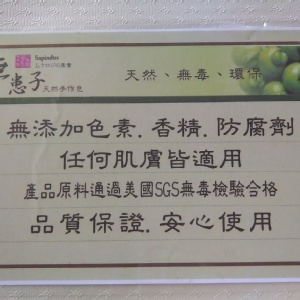 無患子
Sapindus
天然手作皂
天然、無毒、環保
無添加色素.香精.防腐劑
任何肌膚皆適用
產品原料通過美國SGS無毒檢驗合格
品質保證.安心使用